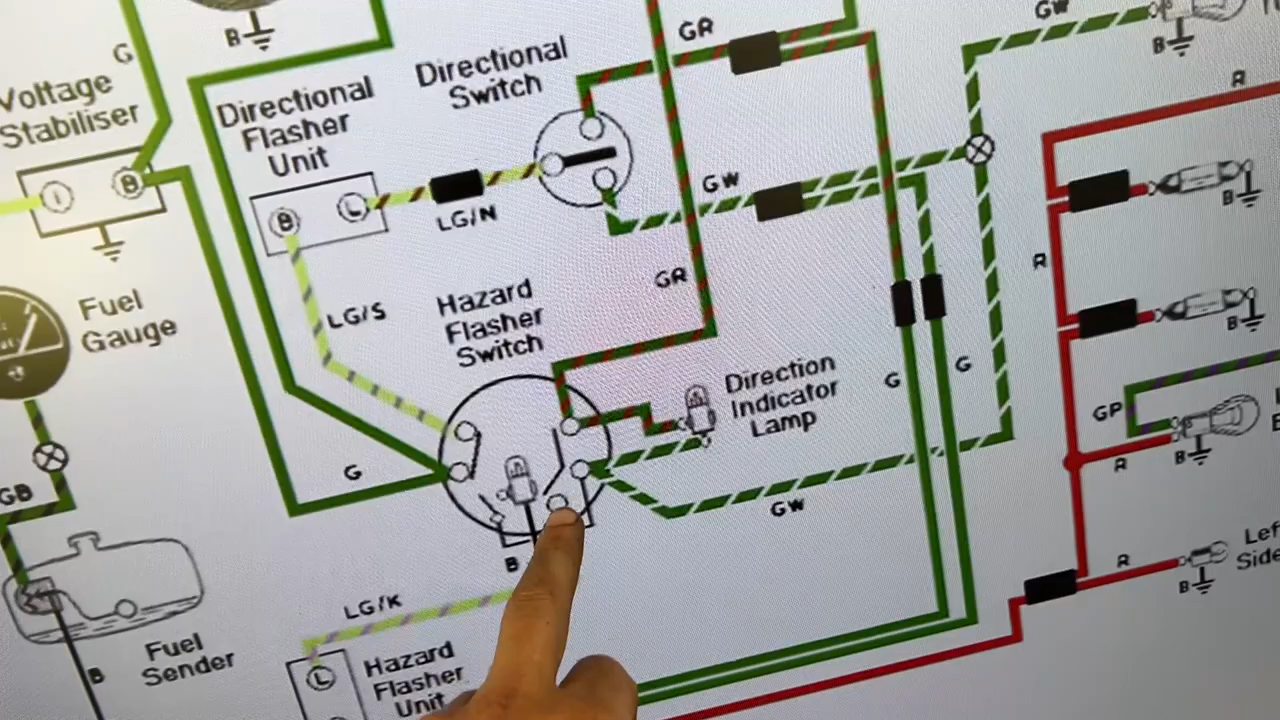 G
B
GR
GW
B
Voltage
Stabiliser
I
B
Directional
Flasher
Unit
B
L
Directional
Switch
LG/N
GW
R
B
R
B
Fuel
Gauge
LG/S
Hazard
Flasher
Switch
GR
Direction
Indicator
Lamp
G
G
GP
R
B
G
GB
GW
B
LG/K
R
B
Left
Side
Fuel
Sender
B
L
Hazard
Flasher
Unit